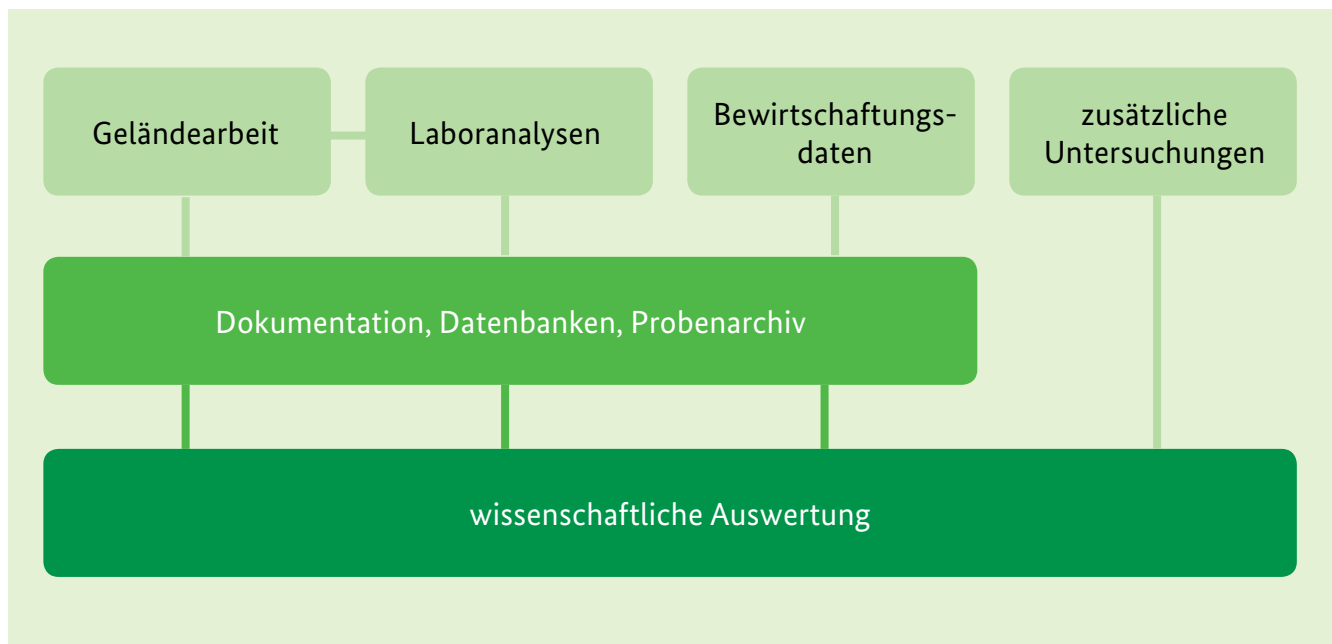 Geländearbeit
Laboranalysen
Bewirtschaftungs-
daten
zusätzliche
Untersuchungen
Dokumentation, Datenbanken, Probenarchiv
wissenschaftliche Auswertung